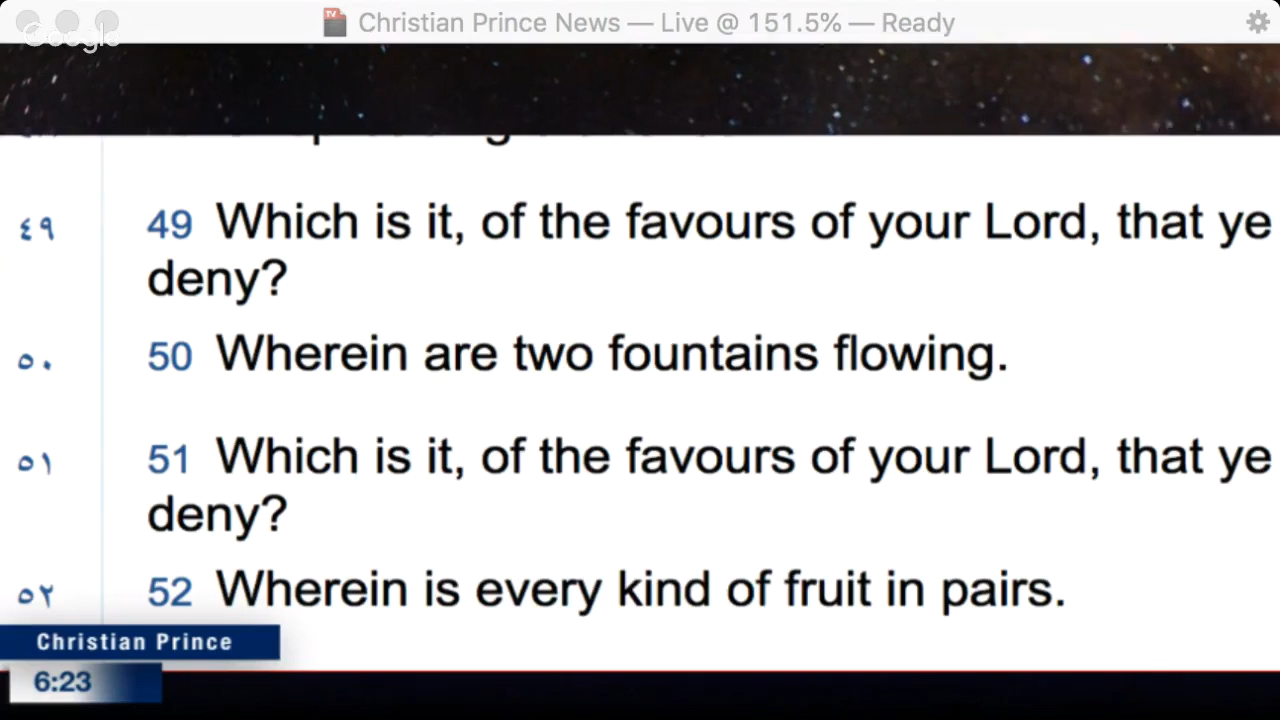 Christian Prince News — Live @ 151.5% — Ready
Google
TV
٤٩ 49 Which is it, of the favours of your Lord, that ye
deny?
٥٠ 50 Wherein are two fountains flowing.
٥١ 51 Which is it, of the favours of your Lord, that ye
deny?
٥٢ 52 Wherein is every kind of fruit in pairs.
Christian Prince
6:23